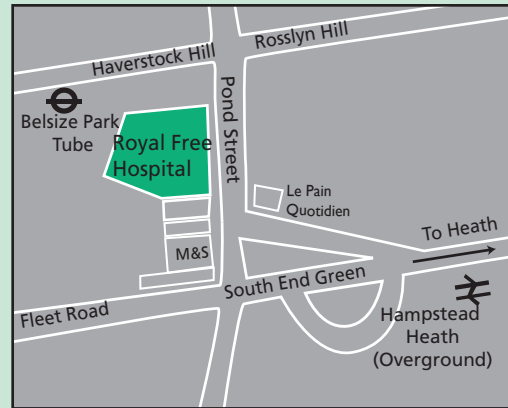 Haverstock Hill
Rosslyn Hill
Belsize Park
Tube
Royal Free
Hospital
Pond Street
Le Pain
Quotidien
M&S
To Heath
South End Green
Fleet Road
Hampstead
Heath
(Overground)